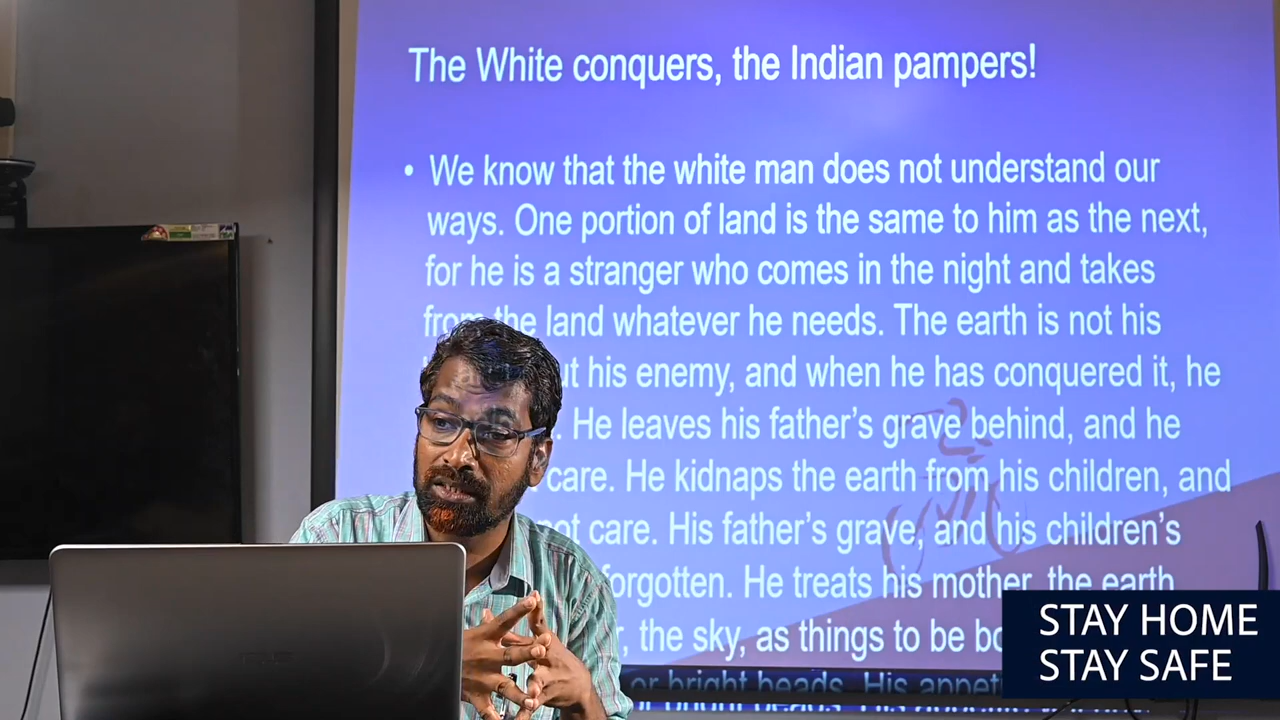 The White conquers, the Indian pampers!
• We know that the white man does not understand our
ways. One portion of land is the same to him as the next,
for he is a stranger who comes in the night and takes
from the land whatever he needs. The earth is not his
his enemy, and when he has conquered it, he
He leaves his father's grave behind, and he
care. He kidnaps the earth from his children, and
not care. His father's grave, and his children's
forgotten. He treats his mother, the earth
the sky, as things to be
or bright beads. His
STAY HOME
STAY SAFE